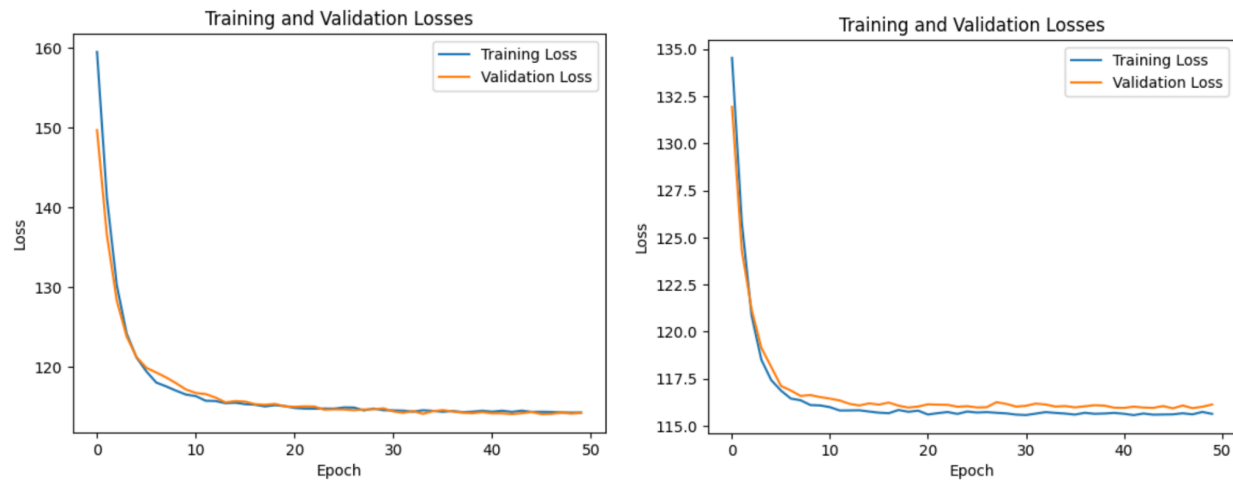 Training and Validation Losses
160
150
140
130
120
Loss
Training Loss
Validation Loss
0
10
20
30
40
50
Epoch
Training and Validation Losses
135.0
132.5
130.0
127.5
125.0
122.5
120.0
117.5
115.0
Loss
Training Loss
Validation Loss
0
10
20
30
40
50
Epoch